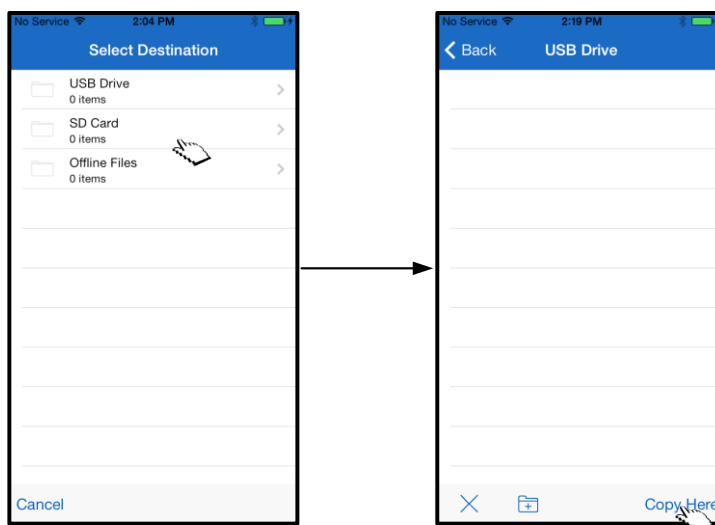 No Service 2:04 PM
Select Destination
USB Drive
0 items
SD Card
0 items
Offline Files
0 items
Cancel
No Service 2:19 PM
Back USB Drive
Copy Here